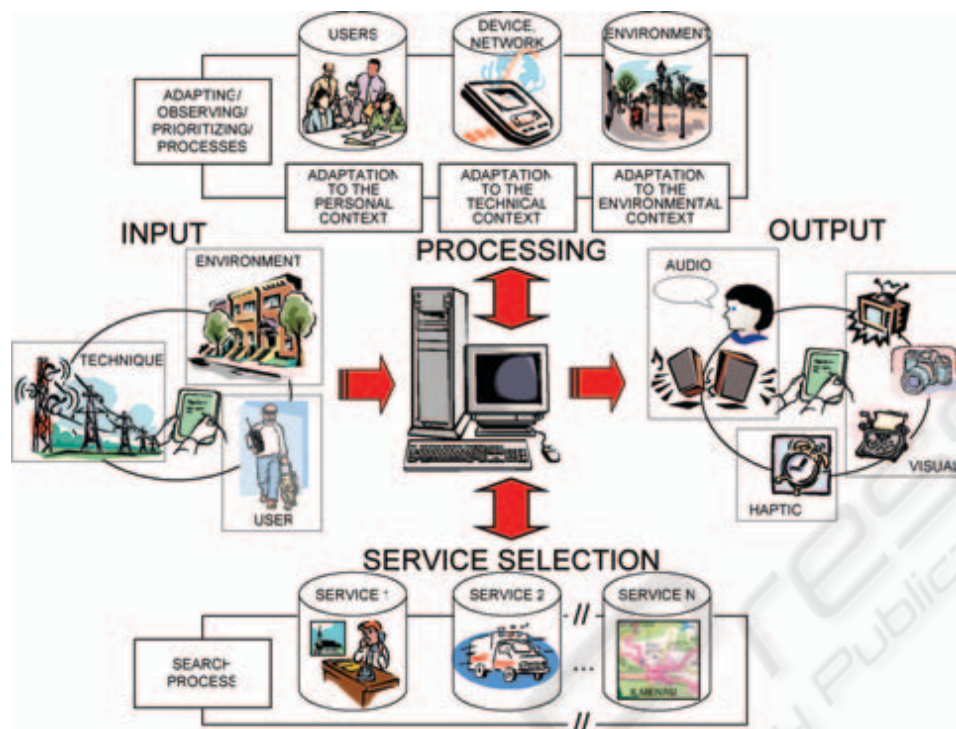 USERS
DEVICE,
NETWORK
ENVIRONMENT
ADAPTING/
OBSERVING/
PRIORITIZING/
PROCESSES
ADAPTATION
TO THE
PERSONAL
CONTEXT
ADAPTATION
TO THE
TECHNICAL
CONTEXT
ADAPTATION
TO THE
ENVIRONMENTAL
CONTEXT
INPUT
PROCESSING
OUTPUT
ENVIRONMENT
TECHNIQUE
USER
AUDIO
VISUAL
HAPTIC
SERVICE SELECTION
SERVICE 1
SERVICE 2
//
SERVICE N
SEARCH
PROCESS
...
ILMENAU
//